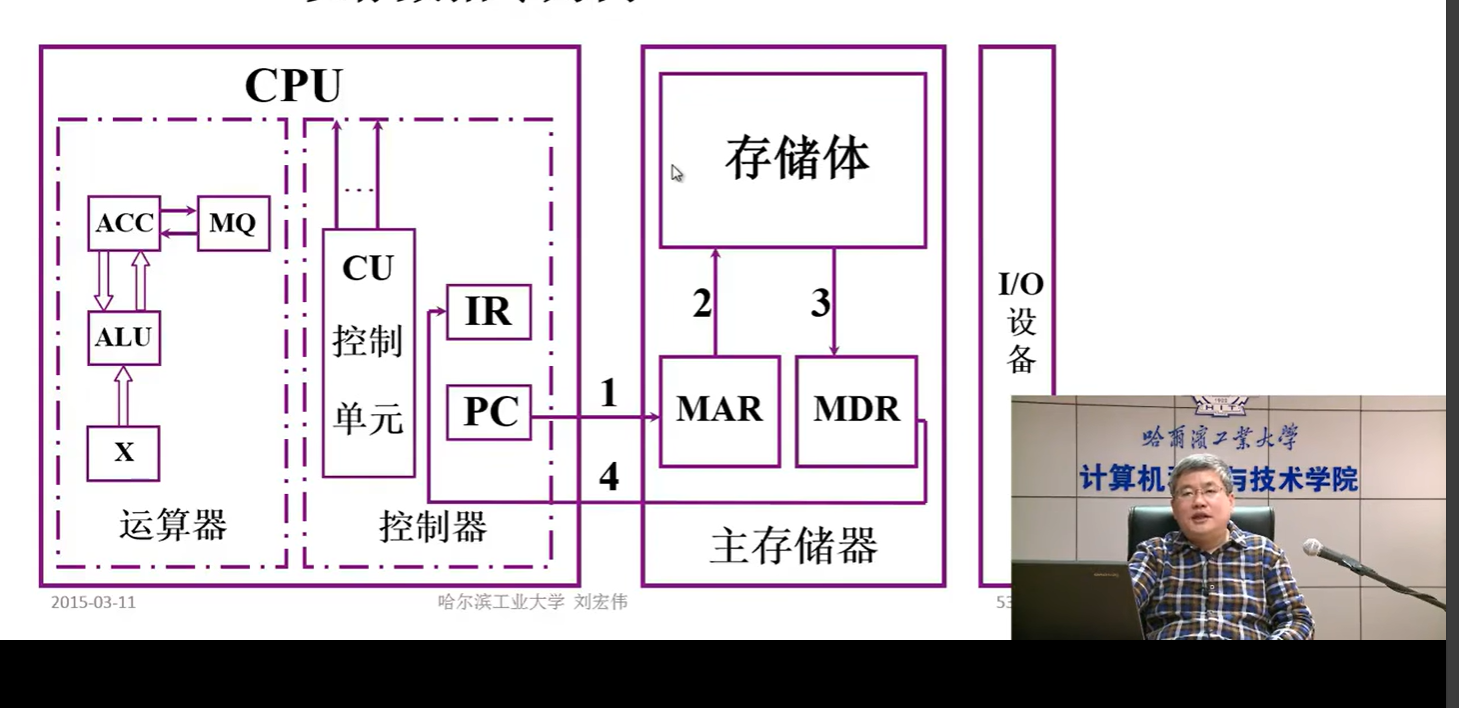 CPU
ACC
MQ
ALU
X
运算器
CU
控制
单元
IR
PC
控制器
1
2
3
4
存储体
MAR
MDR
主存储器
I/O
设
备
2015-03-11
哈尔滨工业大学 刘宏伟
53
HIT
哈爾濱工業大學
计算机
与技术学院